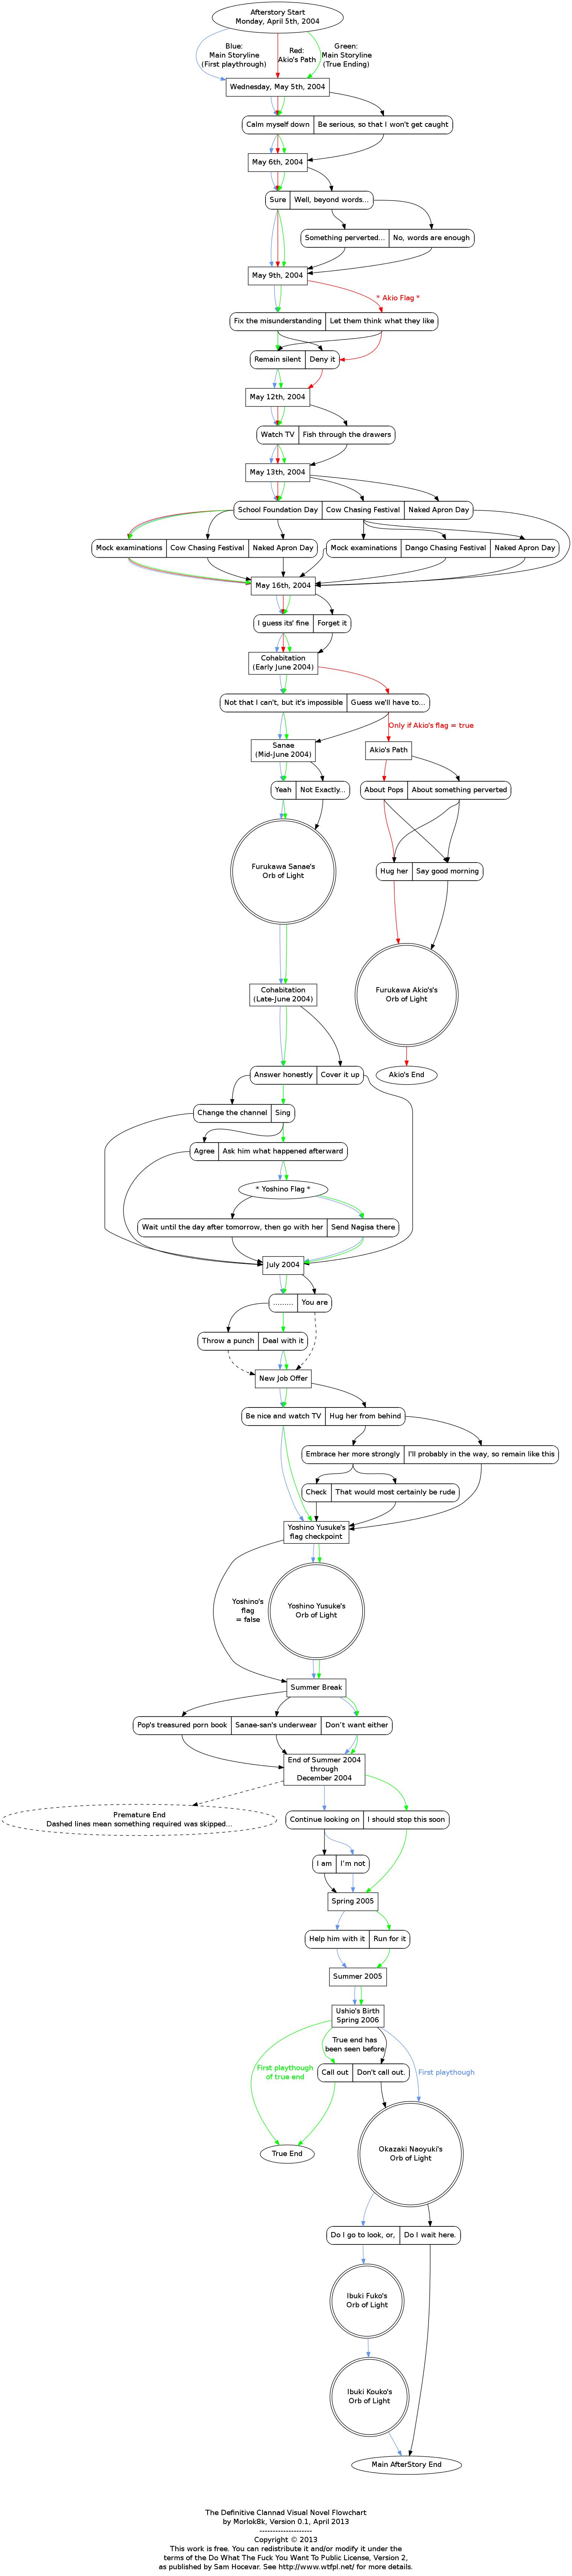 Afterstory Start
Monday, April 5th, 2004
Blue:
Main Storyline
(First playthrough)
Red:
Akio's Path
Green:
Main Storyline
(True Ending)
Wednesday, May 5th, 2004
Calm myself down
Be serious, so that I won't get caught
May 6th, 2004
Sure
Well, beyond words...
Something perverted...
No, words are enough
May 9th, 2004
* Akio Flag *
Fix the misunderstanding
Let them think what they like
Remain silent
Deny it
May 12th, 2004
Watch TV
Fish through the drawers
May 13th, 2004
School Foundation Day
Cow Chasing Festival
Naked Apron Day
Mock examinations
Cow Chasing Festival
Naked Apron Day
Mock examinations
Dango Chasing Festival
Naked Apron Day
May 16th, 2004
I guess its' fine
Forget it
Cohabitation
(Early June 2004)
Not that I can't, but it's impossible
Guess we'll have to...
Only if Akio's flag = true
Sanae
(Mid-June 2004)
Akio's Path
Yeah
Not Exactly...
About Pops
About something perverted
Furukawa Sanae's
Orb of Light
Hug her
Say good morning
Furukawa Akio's's
Orb of Light
Cohabitation
(Late-June 2004)
Akio's End
Answer honestly
Cover it up
Change the channel
Sing
Agree
Ask him what happened afterward
* Yoshino Flag *
Wait until the day after tomorrow, then go with her
Send Nagisa there
July 2004
.........
You are
Throw a punch
Deal with it
New Job Offer
Be nice and watch TV
Hug her from behind
Embrace her more strongly
I'll probably in the way, so remain like this
Check
That would most certainly be rude
Yoshino Yusuke's
flag checkpoint
Yoshino's
flag
= false
Yoshino Yusuke's
Orb of Light
Summer Break
Pop's treasured porn book
Sanae-san's underwear
Don't want either
End of Summer 2004
through
December 2004
Premature End
Dashed lines mean something required was skipped...
Continue looking on
I should stop this soon
I am
I'm not
Spring 2005
Help him with it
Run for it
Summer 2005
Ushio's Birth
Spring 2006
True end has
been seen before
First playthough
of true end
Call out
Don't call out.
First playthough
True End
Okazaki Naoyuki's
Orb of Light
Do I go to look, or,
Do I wait here.
Ibuki Fuko's
Orb of Light
Ibuki Kouko's
Orb of Light
Main AfterStory End
The Definitive Clannad Visual Novel Flowchart
by Morlok8k, Version 0.1, April 2013
--------------------
Copyright © 2013
This work is free. You can redistribute it and/or modify it under the
terms of the Do What The Fuck You Want To Public License, Version 2,
as published by Sam Hocevar. See http://www.wtfpl.net/ for more details.